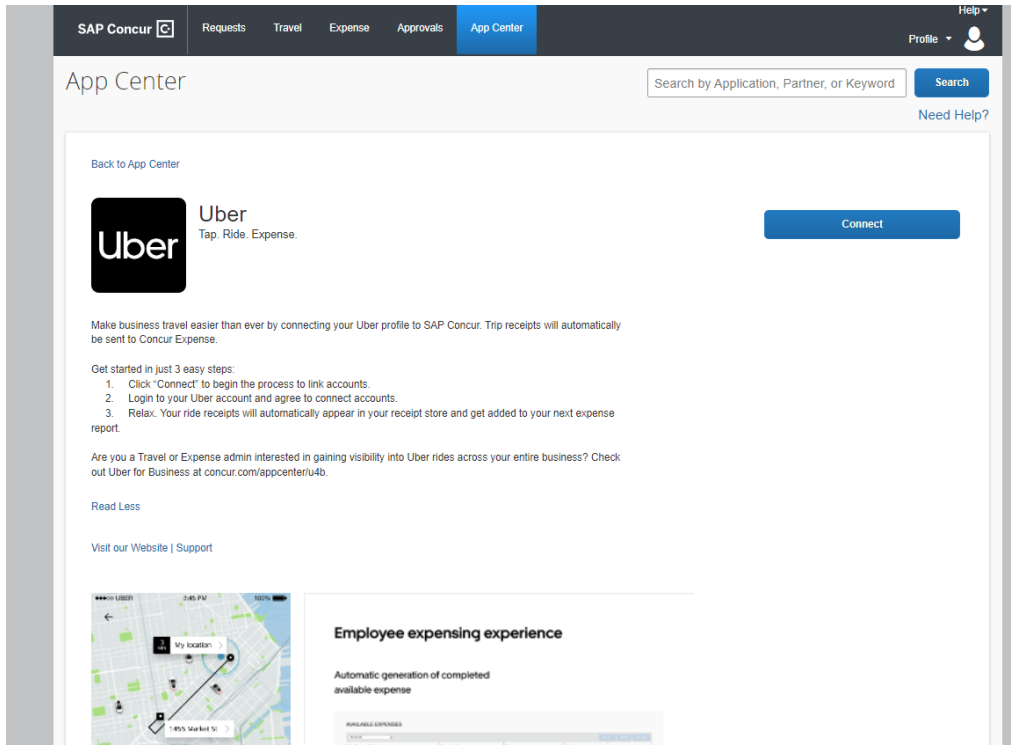 Help
SAP Concur C Requests Travel Expense Approvals App Center
Profile
App Center
Search by Application, Partner, or Keyword Search
Need Help?
Back to App Center
Uber
Uber
Tap. Ride. Expense.
Connect
Make business travel easier than ever by connecting your Uber profile to SAP Concur. Trip receipts will automatically
be sent to Concur Expense.
Get started in just 3 easy steps:
1. Click “Connect” to begin the process to link accounts.
2. Login to your Uber account and agree to connect accounts.
3. Relax. Your ride receipts will automatically appear in your receipt store and get added to your next expense
report.
Are you a Travel or Expense admin interested in gaining visibility into Uber rides across your entire business? Check
out Uber for Business at concur.com/appcenter/u4b.
Read Less
Visit our Website | Support
UBER 3:45 PM 100%
3
MIN
My location
1455 Market St
Employee expensing experience
Automatic generation of completed
available expense
AVAILABLE EXPENSES